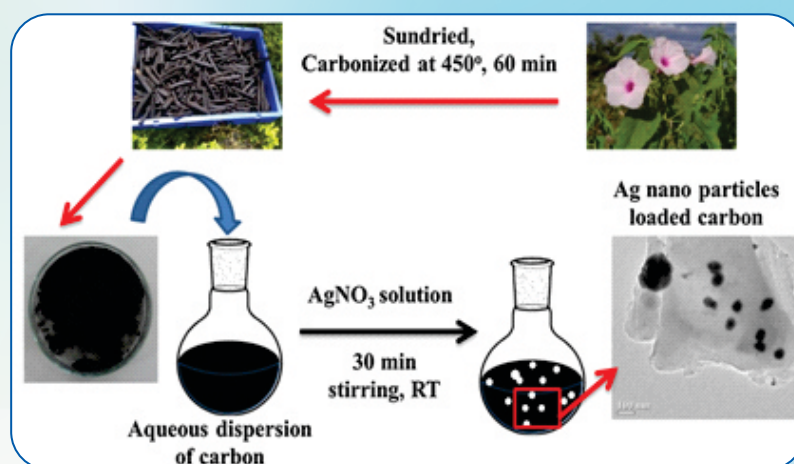 Sundried,
Carbonized at 450º, 60 min
Ag nano particles
loaded carbon
AgNO₃ solution
30 min
stirring, RT
Aqueous dispersion
of carbon